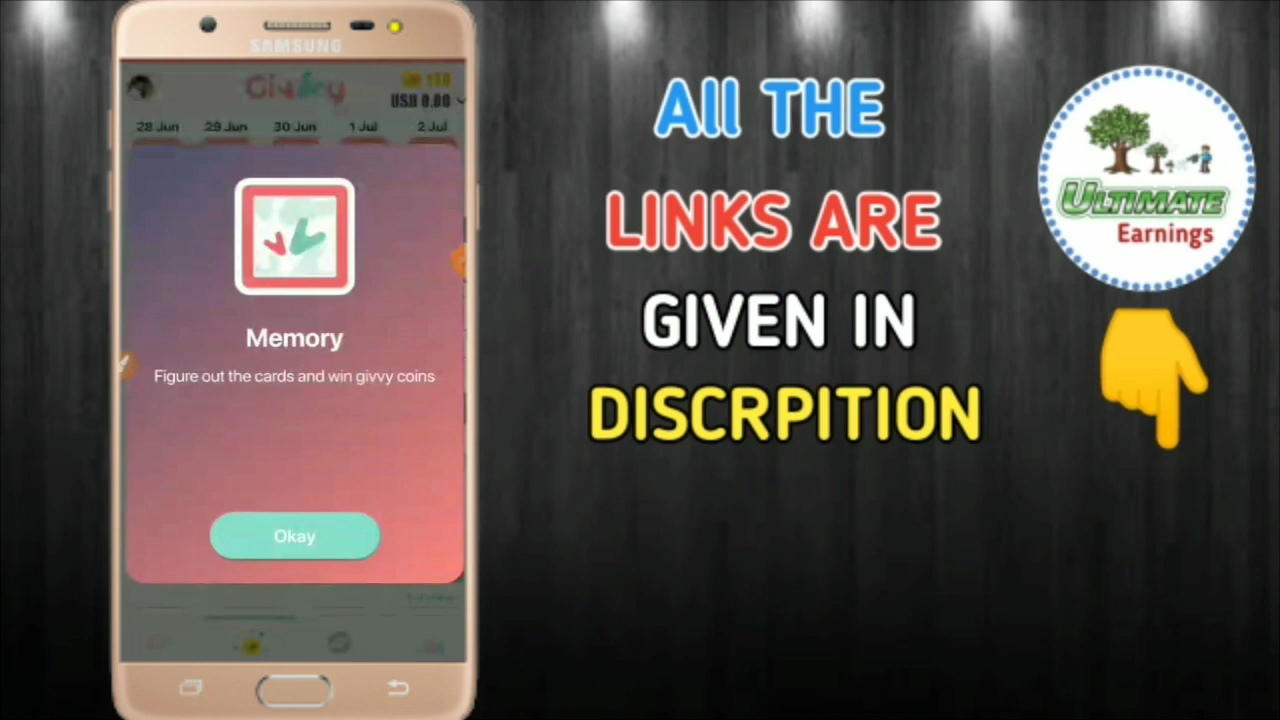 SAMSUNG
Givvy
USD 0.00
28 Jun 29 Jun 30 Jun 1 Jul 2 Jul
Memory
Figure out the cards and win givvy coins
Okay
All THE
LINKS ARE
GIVEN IN
DISCRPITION
ULTIMATE
Earnings